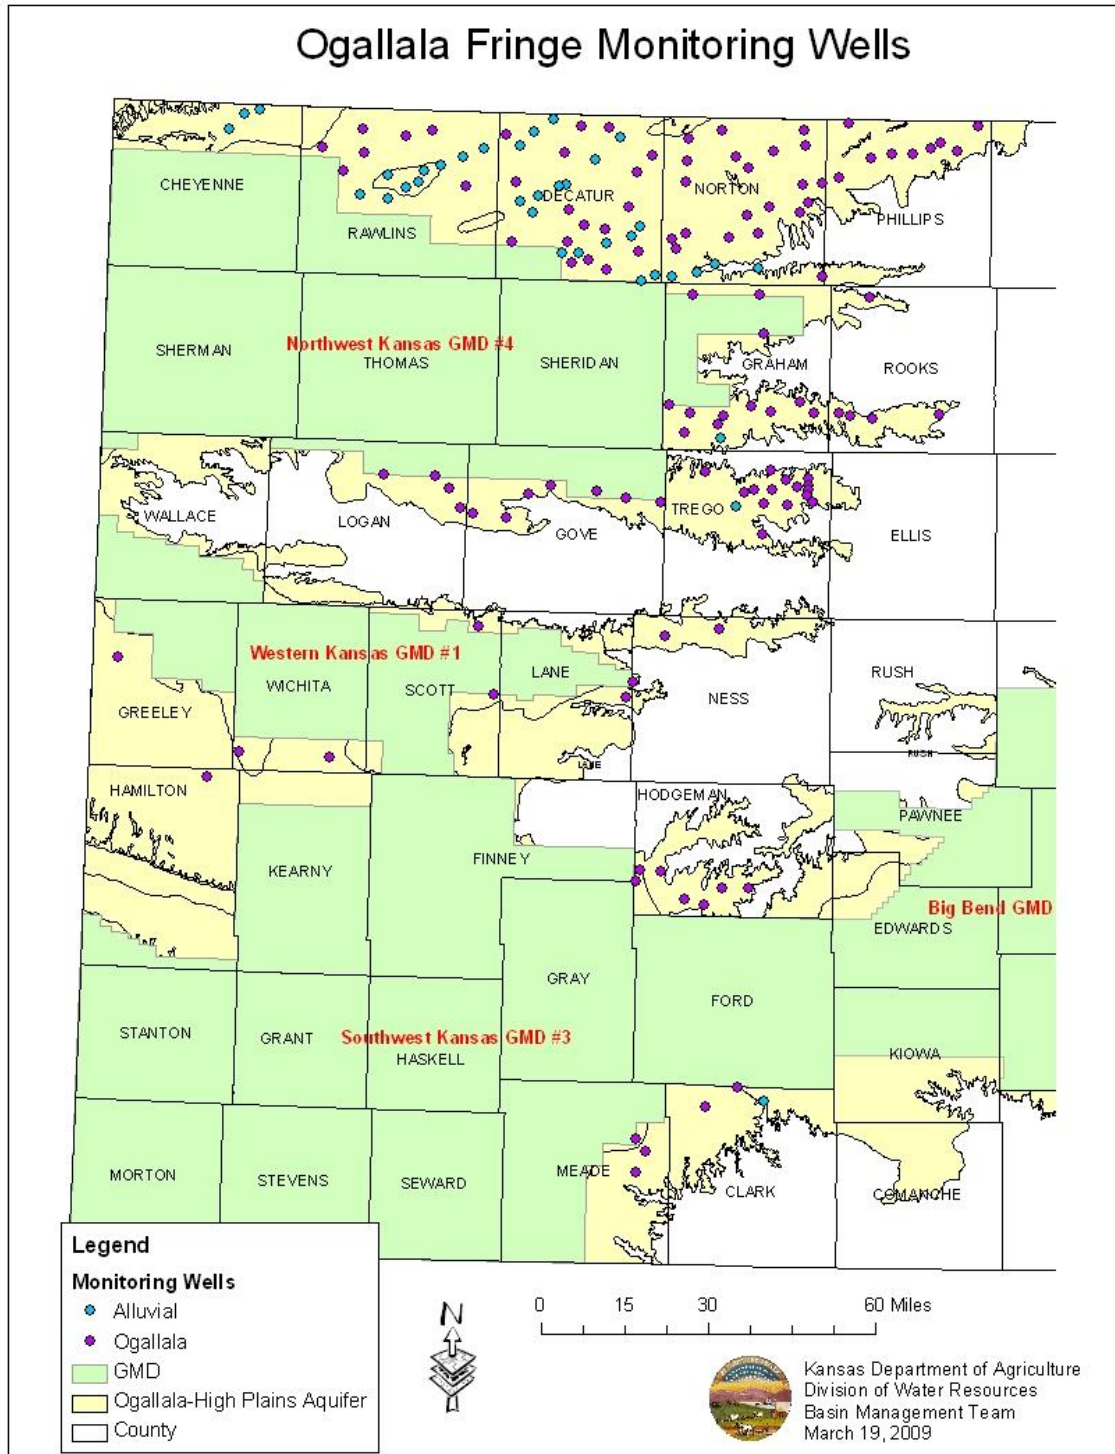 Ogallala Fringe Monitoring Wells
CHEYENNE
RAWLINS
DECATUR
NORTON
PHILLIPS
SHERMAN
Northwest Kansas GMD #4
THOMAS
SHERIDAN
GRAHAM
ROOKS
WALLACE
LOGAN
GOVE
TREGO
ELLIS
Western Kansas GMD #1
GREELEY
WICHITA
SCOTT
LANE
NESS
RUSH
RUSH
LANE
HAMILTON
KEARNY
FINNEY
HODGEMAN
PAWNEE
Big Bend GMD
EDWARDS
STANTON
GRANT
Southwest Kansas GMD #3
HASKELL
GRAY
FORD
KIOWA
MORTON
STEVENS
SEWARD
MEADE
CLARK
COMANCHE
Legend
Monitoring Wells
Alluvial
Ogallala
GMD
Ogallala-High Plains Aquifer
County
N
0 15 30 60 Miles
Kansas Department of Agriculture
Division of Water Resources
Basin Management Team
March 19, 2009